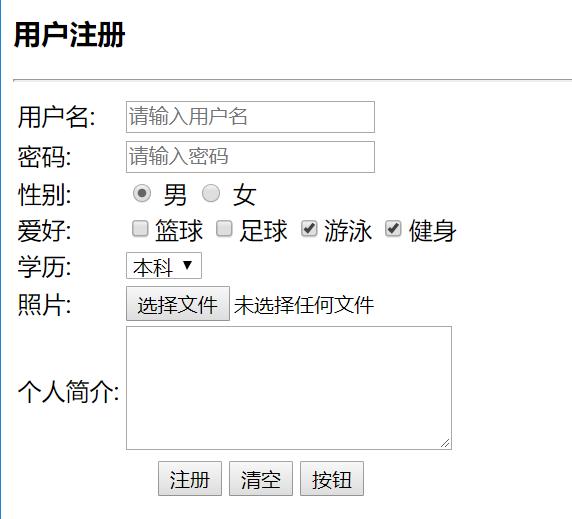 用户注册
用户名: 请输入用户名
密码: 请输入密码
性别: 男 女
爱好: 篮球 足球 游泳 健身
学历: 本科
照片: 选择文件 未选择任何文件
个人简介:
注册 清空 按钮